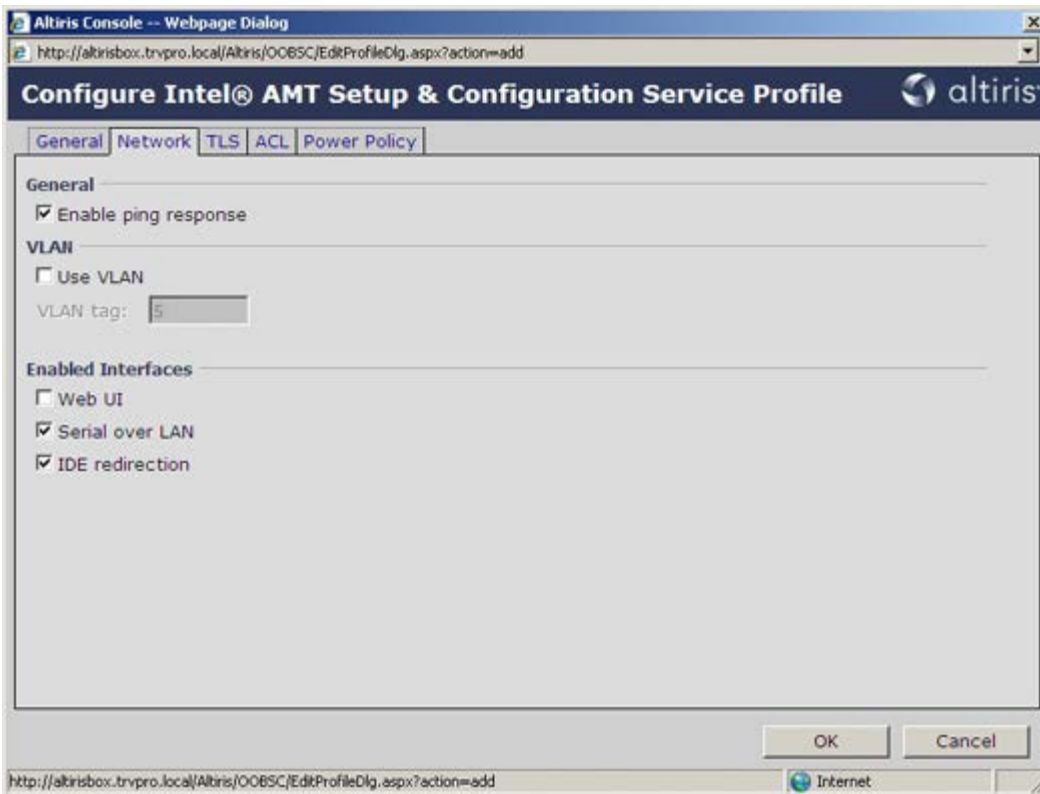 Altiris Console -- Webpage Dialog
http://altirisbox.trvpro.local/Altiris/OOBSC/EditProfileDlg.aspx?action=add
Configure Intel® AMT Setup & Configuration Service Profile
altiris
General Network TLS ACL Power Policy
General
Enable ping response
VLAN
Use VLAN
VLAN tag: 5
Enabled Interfaces
Web UI
Serial over LAN
IDE redirection
OK Cancel
http://altirisbox.trvpro.local/Altiris/OOBSC/EditProfileDlg.aspx?action=add Internet